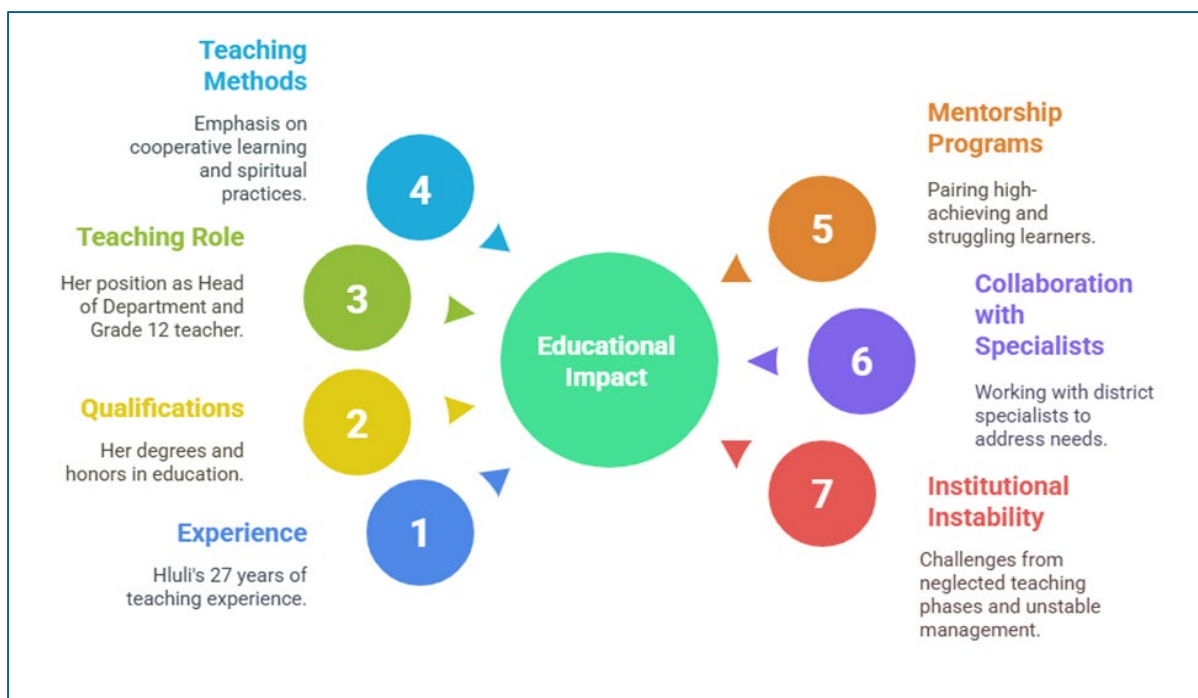 Teaching
Methods
Emphasis on
cooperative learning
and spiritual
practices.
4
Teaching Role
Her position as Head
of Department and
Grade 12 teacher.
3
Qualifications
Her degrees and
honors in education.
2
Experience
Hluli's 27 years of
teaching experience.
1
Educational
Impact
Mentorship
Programs
Pairing high-
achieving and
struggling learners.
5
Collaboration
with
Specialists
Working with district
specialists to
address needs.
6
Institutional
Instability
Challenges from
neglected teaching
phases and unstable
management.
7